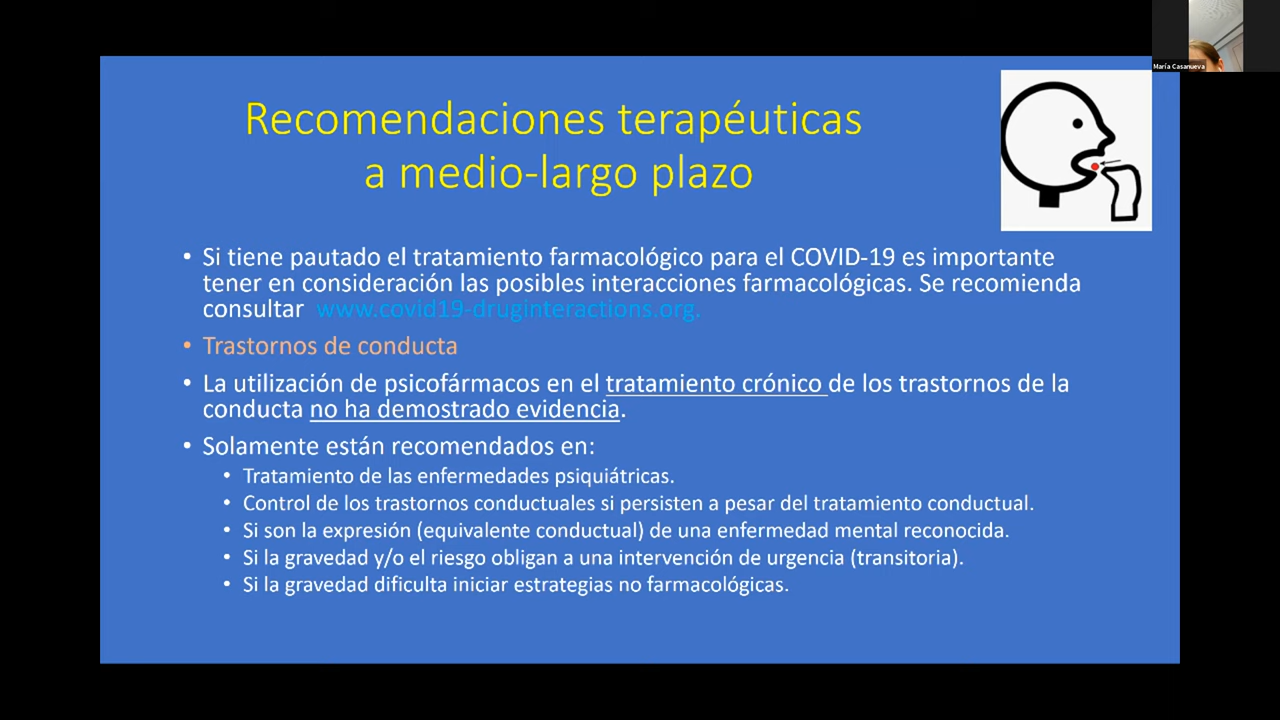 María Casanueva
Recomendaciones terapéuticas
a medio-largo plazo
• Si tiene pautado el tratamiento farmacológico para el COVID-19 es importante
tener en consideración las posibles interacciones farmacológicas. Se recomienda
consultar www.covid19-druginteractions.org.
• Trastornos de conducta
• La utilización de psicofármacos en el tratamiento crónico de los trastornos de la
conducta no ha demostrado evidencia.
• Solamente están recomendados en:
• Tratamiento de las enfermedades psiquiátricas.
• Control de los trastornos conductuales si persisten a pesar del tratamiento conductual.
• Si son la expresión (equivalente conductual) de una enfermedad mental reconocida.
• Si la gravedad y/o el riesgo obligan a una intervención de urgencia (transitoria).
• Si la gravedad dificulta iniciar estrategias no farmacológicas.